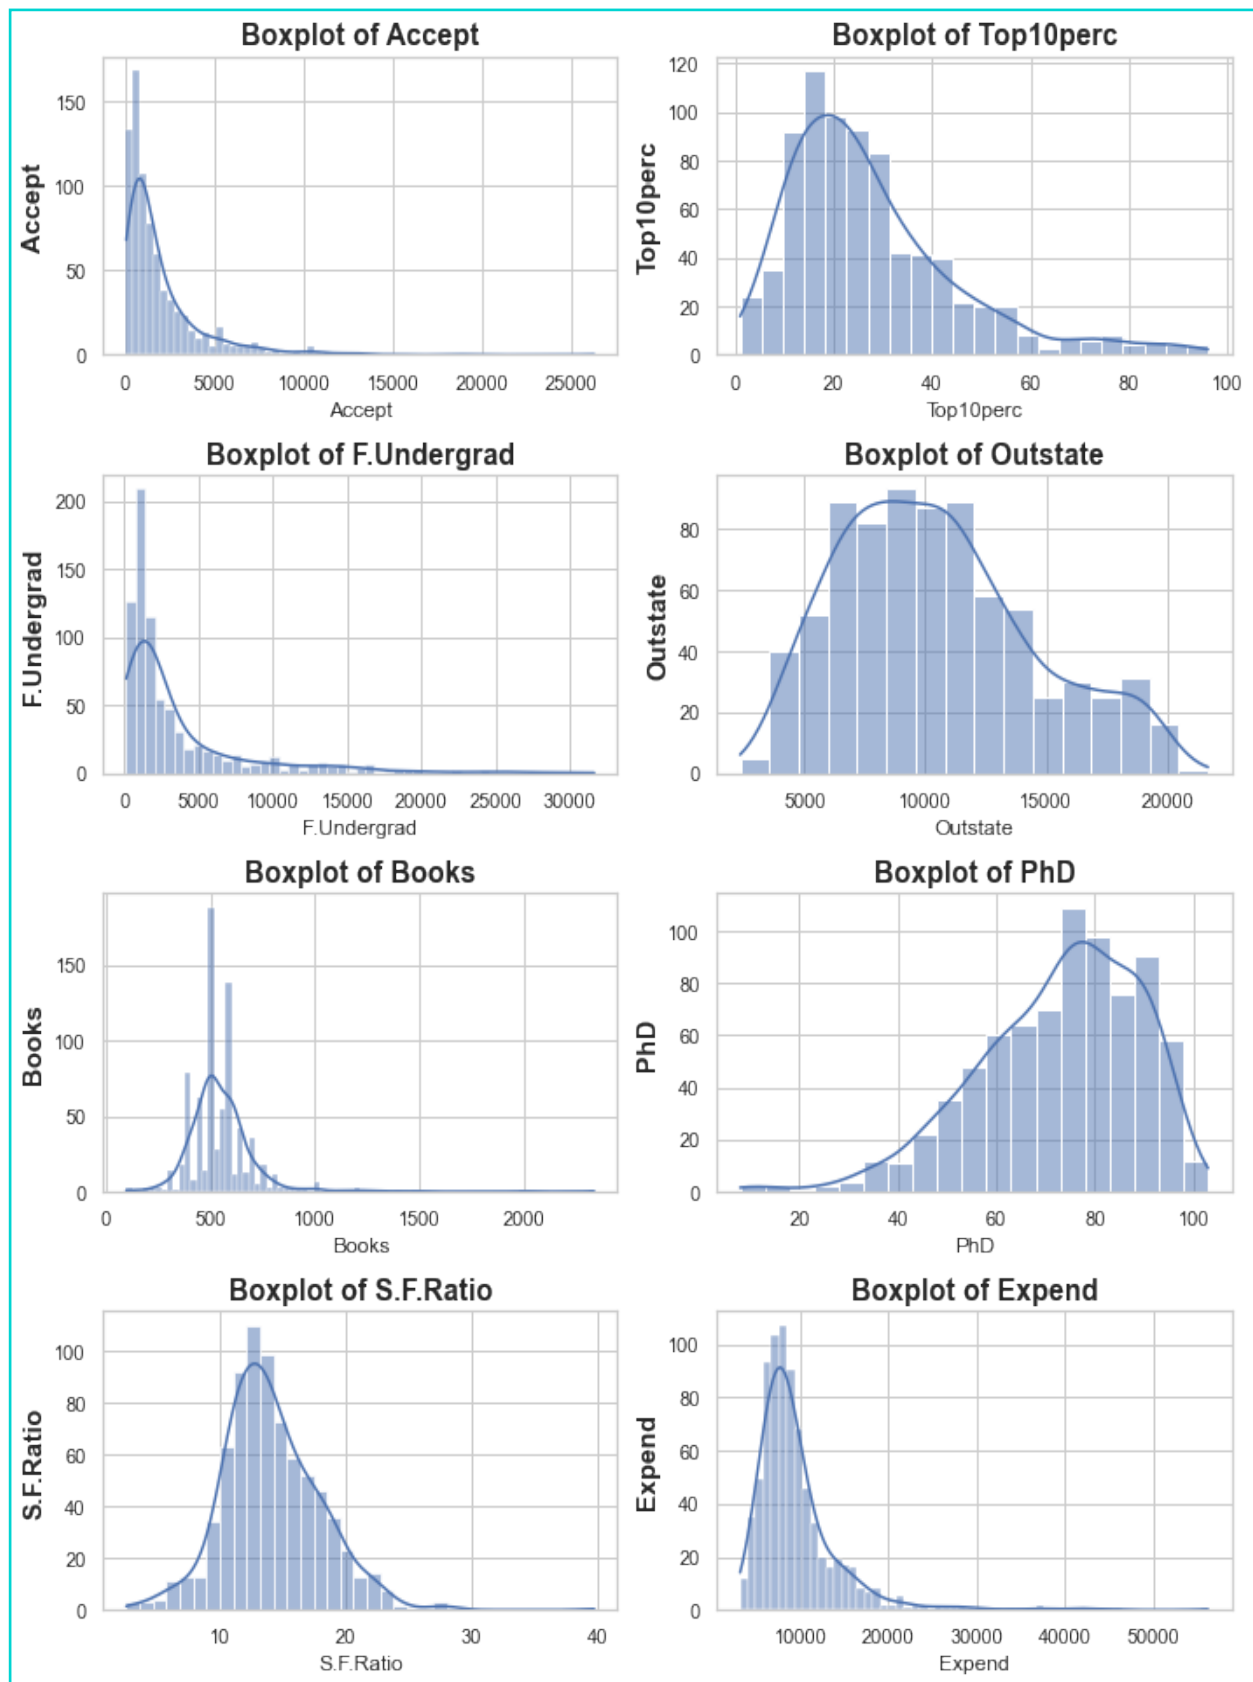 Boxplot of Accept
Accept
150
100
50
0
0 5000 10000 15000 20000 25000
Accept
Boxplot of Top10perc
Top10perc
120
100
80
60
40
20
0
0 20 40 60 80 100
Top10perc
Boxplot of F.Undergrad
F.Undergrad
200
150
100
50
0
0 5000 10000 15000 20000 25000 30000
F.Undergrad
Boxplot of Outstate
Outstate
80
60
40
20
0
5000 10000 15000 20000
Outstate
Boxplot of Books
Books
150
100
50
0
0 500 1000 1500 2000
Books
Boxplot of PhD
PhD
100
80
60
40
20
0
20 40 60 80 100
PhD
Boxplot of S.F.Ratio
S.F.Ratio
100
80
60
40
20
0
10 20 30 40
S.F.Ratio
Boxplot of Expend
Expend
100
80
60
40
20
0
10000 20000 30000 40000 50000
Expend